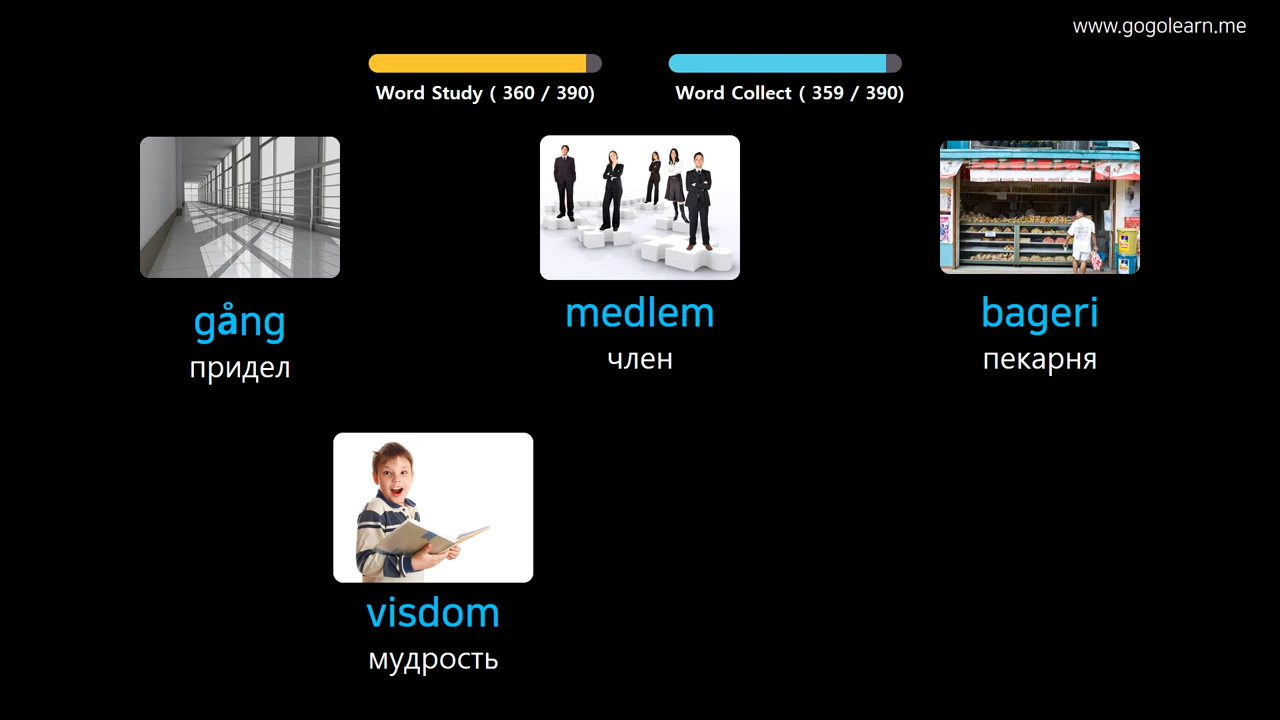 www.gogolearn.me
Word Study ( 360 / 390)
Word Collect ( 359 / 390)
gång
medlem
bageri
придел
член
пекарня
visdom
мудрость